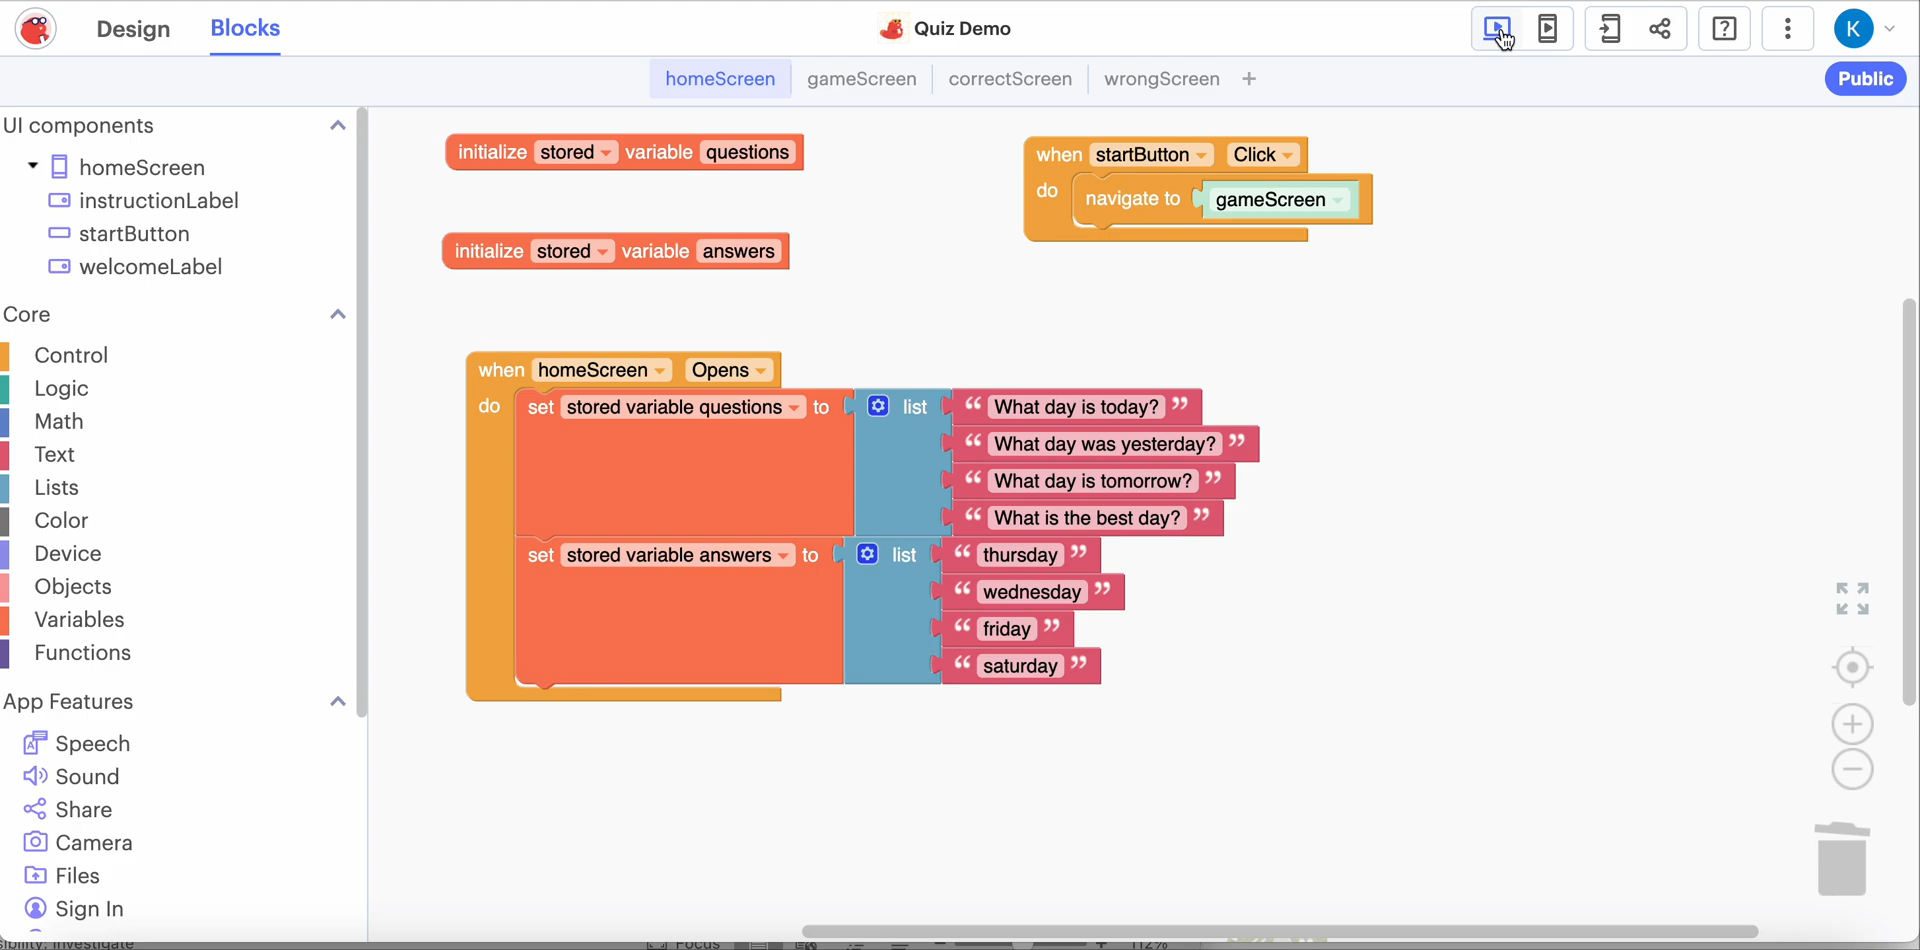 Design Blocks Quiz Demo K
homeScreen gameScreen correctScreen wrongScreen + Public
UI components
homeScreen
instructionLabel
startButton
welcomeLabel
Core
Control
Logic
Math
Text
Lists
Color
Device
Objects
Variables
Functions
App Features
Speech
Sound
Share
Camera
Files
Sign In
initialize stored variable questions
initialize stored variable answers
when startButton Click
do navigate to gameScreen
when homeScreen Opens
do set stored variable questions to list “ What day is today? ”
“ What day was yesterday? ”
“ What day is tomorrow? ”
“ What is the best day? ”
set stored variable answers to list “ thursday ”
“ wednesday ”
“ friday ”
“ saturday ”